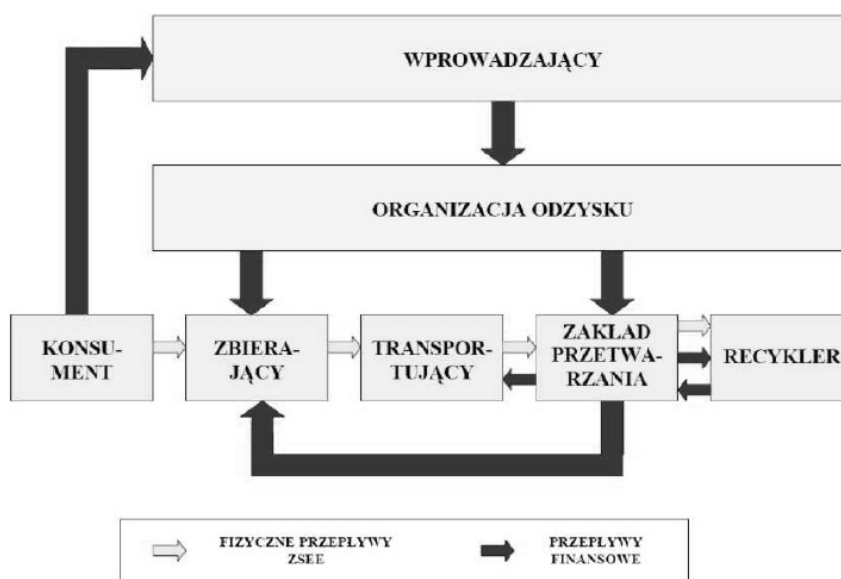 WPROWADZAJĄCY
ORGANIZACJA ODZYSKU
KONSU-
MENT
ZBIERA-
JĄCY
TRANSPOR-
TUJĄCY
ZAKŁAD
PRZETWA-
RZANIA
RECYKLER
FIZYCZNE PRZEPŁYWY
ZSEE
PRZEPŁYWY
FINANSOWE